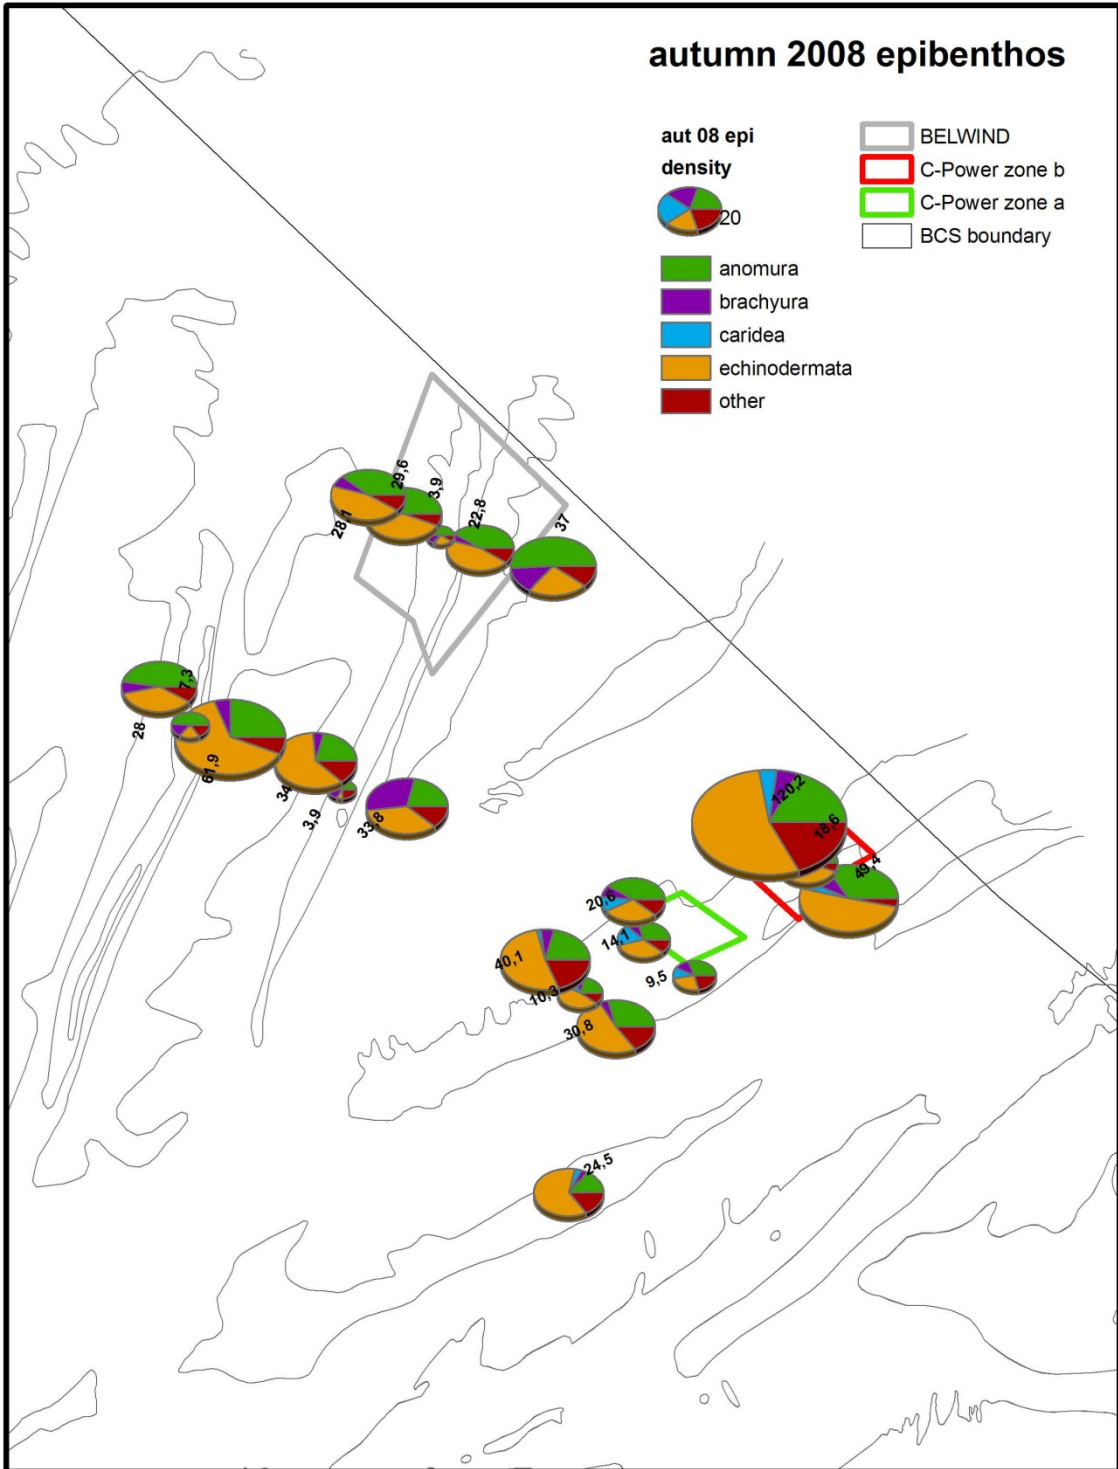 autumn 2008 epibenthos
aut 08 epi
density
20
anomura
brachyura
caridea
echinodermata
other
BELWIND
C-Power zone b
C-Power zone a
BCS boundary
29,6
3,9
28,1
22,8
37
7,3
28
61,9
34
3,9
33,8
120,2
18,6
49,4
20,6
14,1
40,1
9,5
10,3
30,8
24,5